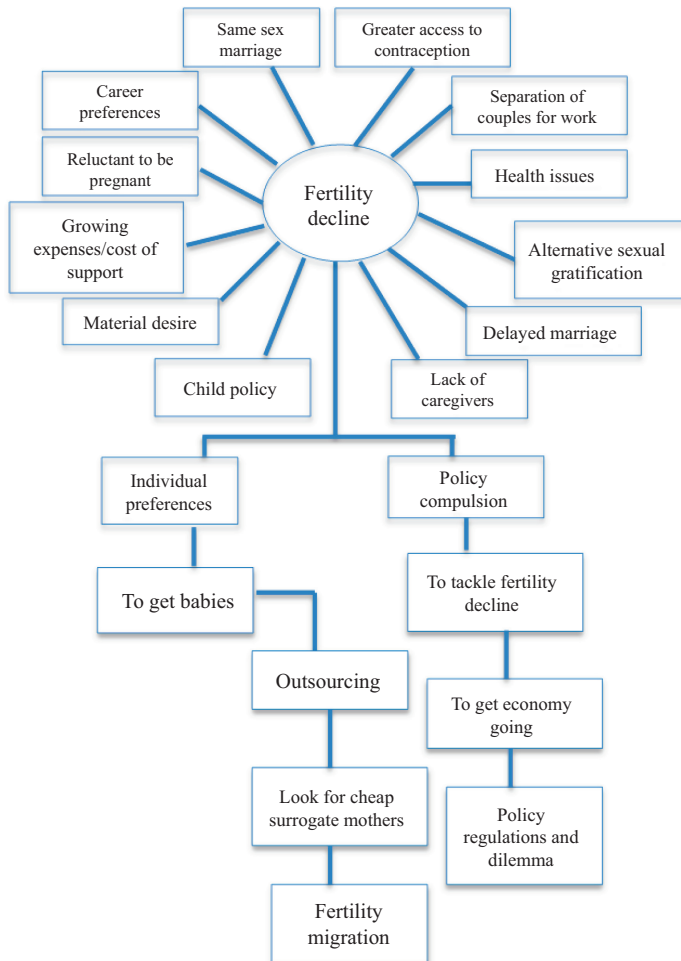 Same sex
marriage
Greater access to
contraception
Career
preferences
Separation of
couples for work
Reluctant to be
pregnant
Fertility
decline
Health issues
Growing
expenses/cost of
support
Alternative sexual
gratification
Material desire
Delayed marriage
Child policy
Lack of
caregivers
Individual
preferences
Policy
compulsion
To get babies
To tackle fertility
decline
Outsourcing
To get economy
going
Look for cheap
surrogate mothers
Policy
regulations and
dilemma
Fertility
migration